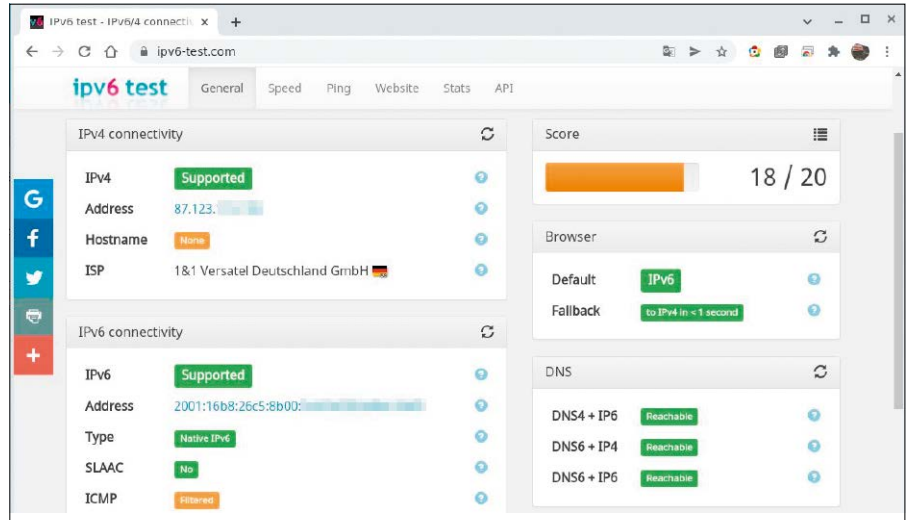 IPv6 test - IPv6/4 connecti
ipv6-test.com
ipv6 test General Speed Ping Website Stats API
IPv4 connectivity
IPv4 Supported
Address 87.123.
Hostname None
ISP 1&1 Versatel Deutschland GmbH
IPv6 connectivity
IPv6 Supported
Address 2001:16b8:26c5:8b00:
Type Native IPv6
SLAAC No
ICMP Filtered
Score
18 / 20
Browser
Default IPv6
Fallback to IPv4 in < 1 second
DNS
DNS4 + IP6 Reachable
DNS6 + IP4 Reachable
DNS6 + IP6 Reachable